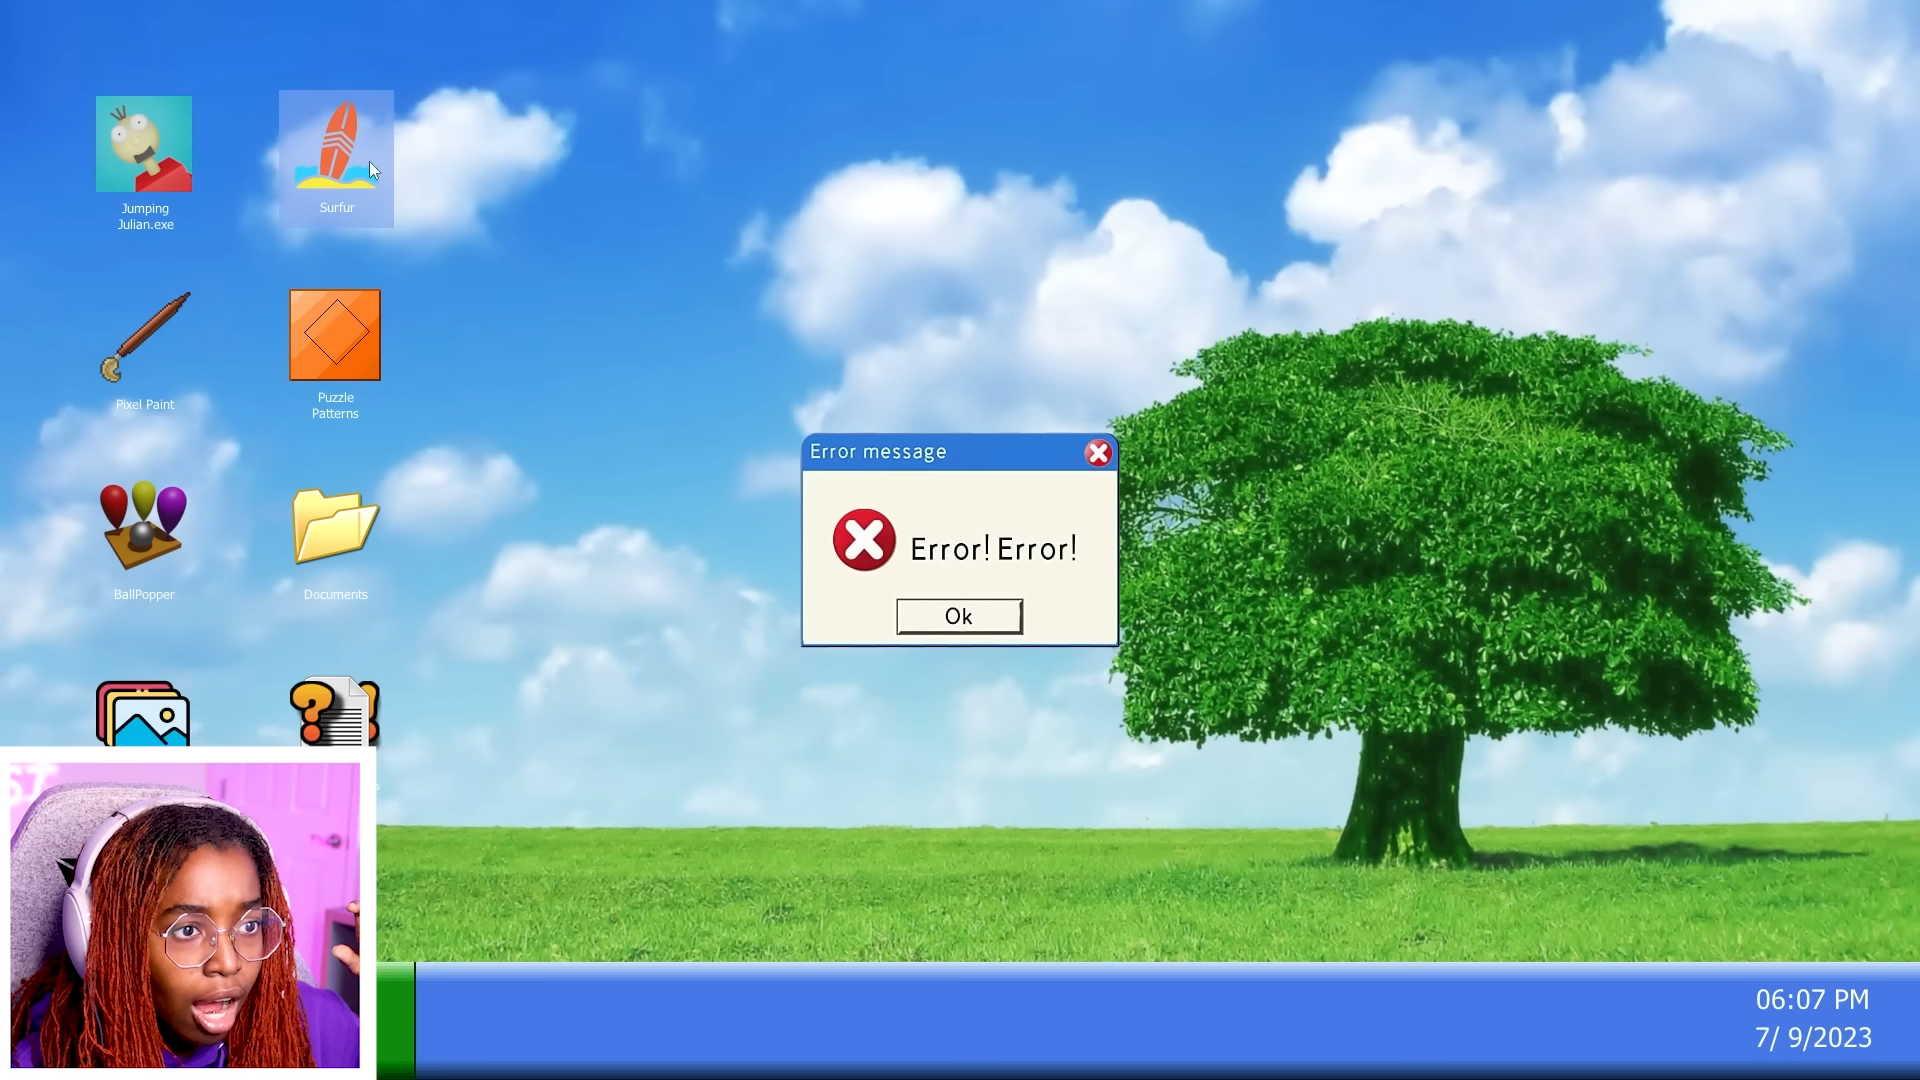 Jumping
Julian.exe
Surfur
Pixel Paint
Puzzle
Patterns
Error message
Error! Error!
Ok
BallPopper
Documents
06:07 PM
7/ 9/2023